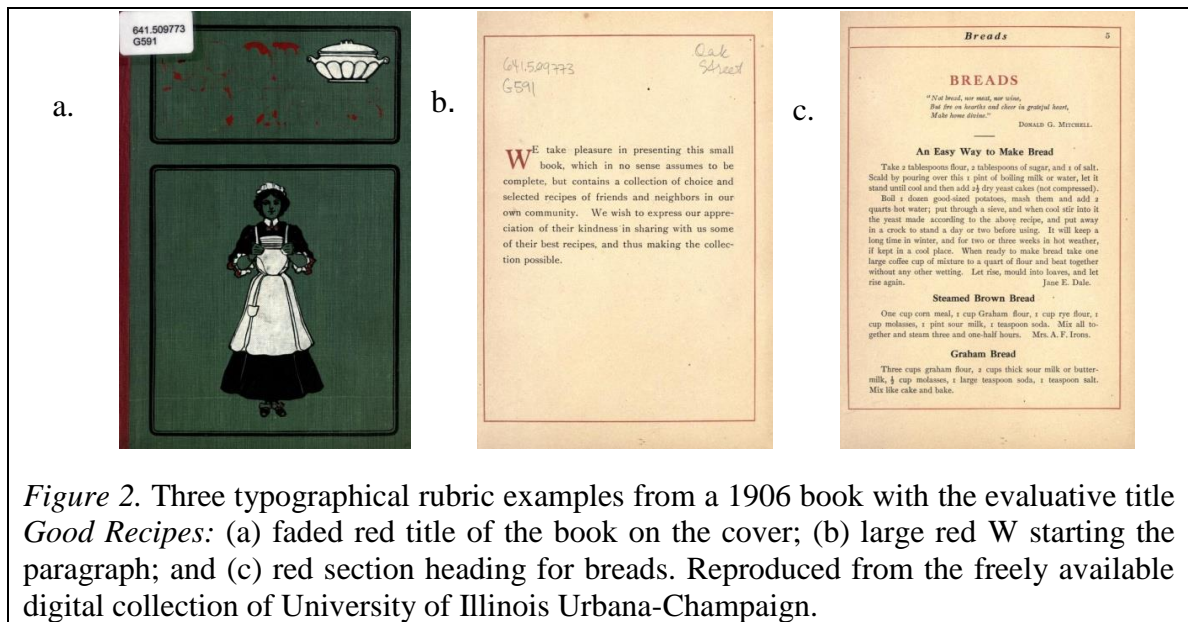 a.
641.509773
G591
b.
641.509773
G591
Oak
Street
WE take pleasure in presenting this small
book, which in no sense assumes to be
complete, but contains a collection of choice and
selected recipes of friends and neighbors in our
own community. We wish to express our appre-
ciation of their kindness in sharing with us some
of their best recipes, and thus making the collec-
tion possible.
c.
Breads 5
BREADS
"Not bread, nor meat, nor wine,
But fire on hearths and cheer in grateful heart,
Make home divine."
DONALD G. MITCHELL.
An Easy Way to Make Bread
Take 2 tablespoons flour, 2 tablespoons of sugar, and 1 of salt.
Scald by pouring over this 1 pint of boiling milk or water, let it
stand until cool and then add 2½ dry yeast cakes (not compressed).
Boil 1 dozen good-sized potatoes, mash them and add 2
quarts hot water; put through a sieve, and when cool stir into it
the yeast made according to the above recipe, and put away
in a crock to stand a day or two before using. It will keep a
long time in winter, and for two or three weeks in hot weather,
if kept in a cool place. When ready to make bread take one
large coffee cup of mixture to a quart of flour and beat together
without any other wetting. Let rise, mould into loaves, and let
rise again. Jane E. Dale.
Steamed Brown Bread
One cup corn meal, 1 cup Graham flour, 1 cup rye flour, 1
cup molasses, 1 pint sour milk, 1 teaspoon soda. Mix all to-
gether and steam three and one-half hours. Mrs. A. F. Irons.
Graham Bread
Three cups graham flour, 2 cups thick sour milk or butter-
milk, ½ cup molasses, 1 large teaspoon soda, 1 teaspoon salt.
Mix like cake and bake.
Figure 2. Three typographical rubric examples from a 1906 book with the evaluative title
Good Recipes: (a) faded red title of the book on the cover; (b) large red W starting the
paragraph; and (c) red section heading for breads. Reproduced from the freely available
digital collection of University of Illinois Urbana-Champaign.